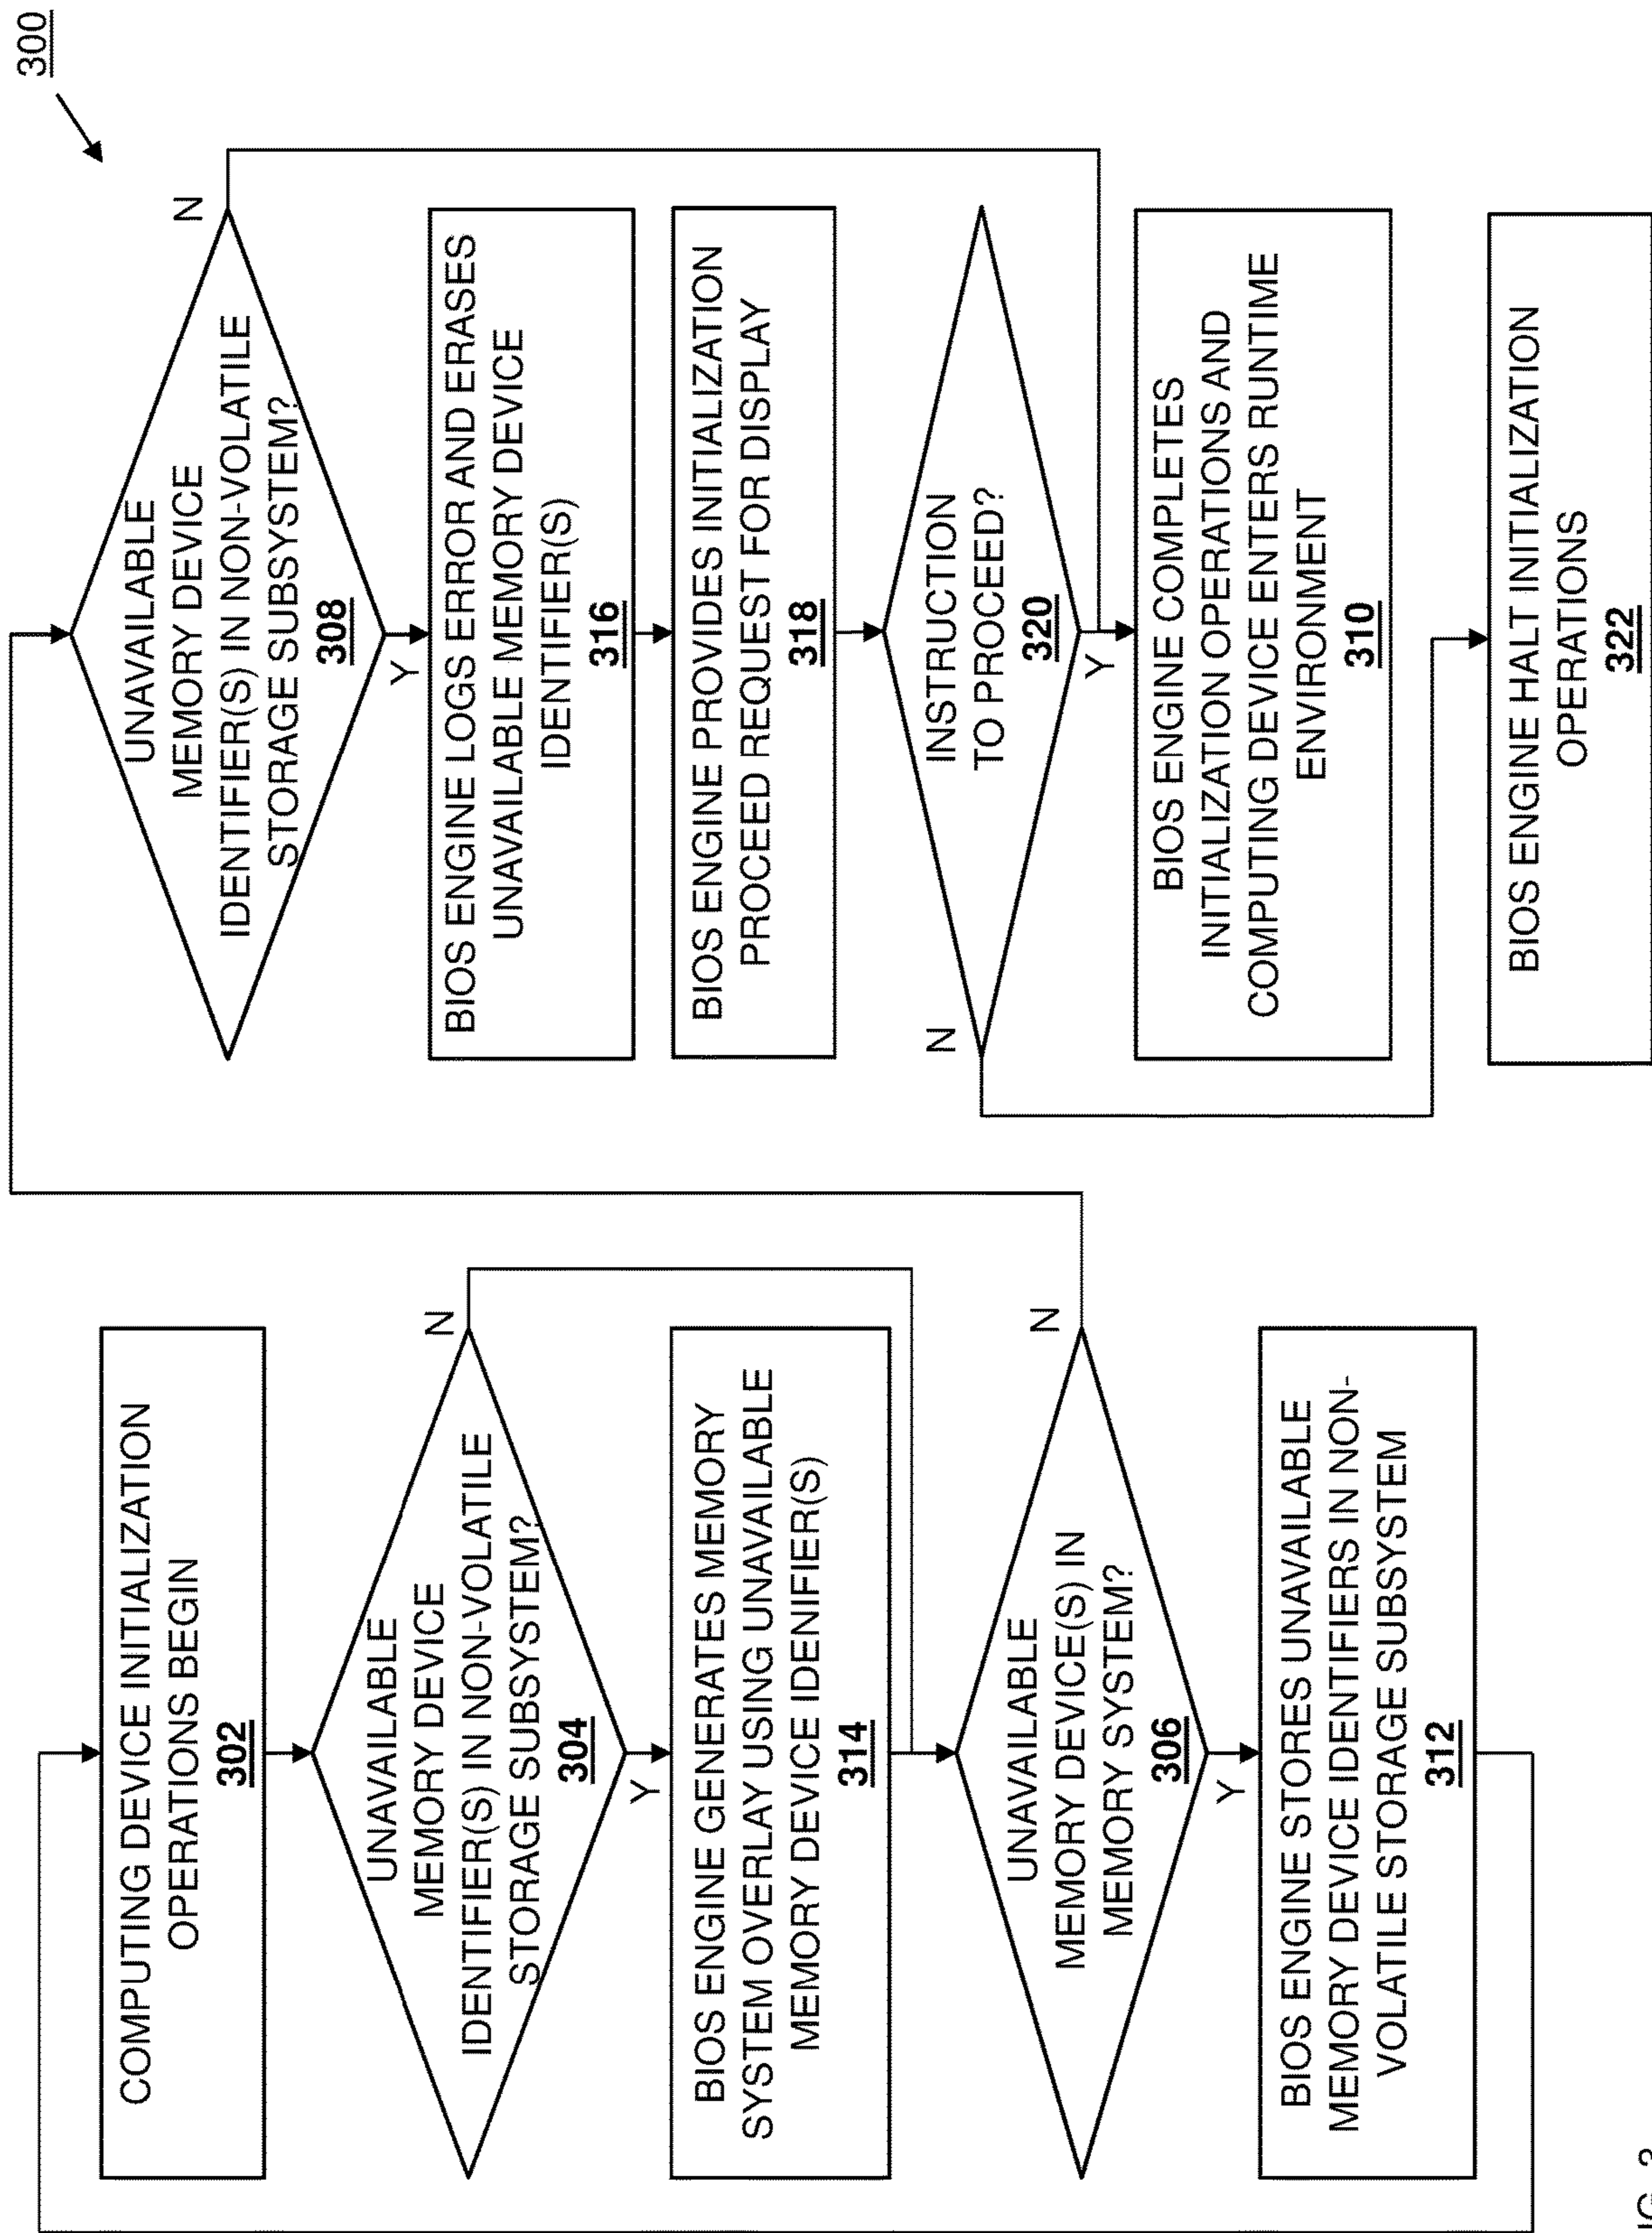 300
COMPUTING DEVICE INITIALIZATION
OPERATIONS BEGIN
302
UNAVAILABLE
MEMORY DEVICE
IDENTIFIER(S) IN NON-VOLATILE
STORAGE SUBSYSTEM?
304
N
Y
BIOS ENGINE GENERATES MEMORY
SYSTEM OVERLAY USING UNAVAILABLE
MEMORY DEVICE IDENIFIER(S)
314
UNAVAILABLE
MEMORY DEVICE(S) IN
MEMORY SYSTEM?
306
N
Y
BIOS ENGINE STORES UNAVAILABLE
MEMORY DEVICE IDENTIFIERS IN NON-
VOLATILE STORAGE SUBSYSTEM
312
UNAVAILABLE
MEMORY DEVICE
IDENTIFIER(S) IN NON-VOLATILE
STORAGE SUBSYSTEM?
308
N
Y
BIOS ENGINE LOGS ERROR AND ERASES
UNAVAILABLE MEMORY DEVICE
IDENTIFIER(S)
316
BIOS ENGINE PROVIDES INITIALIZATION
PROCEED REQUEST FOR DISPLAY
318
INSTRUCTION
TO PROCEED?
320
N
Y
BIOS ENGINE COMPLETES
INITIALIZATION OPERATIONS AND
COMPUTING DEVICE ENTERS RUNTIME
ENVIRONMENT
310
BIOS ENGINE HALT INITIALIZATION
OPERATIONS
322